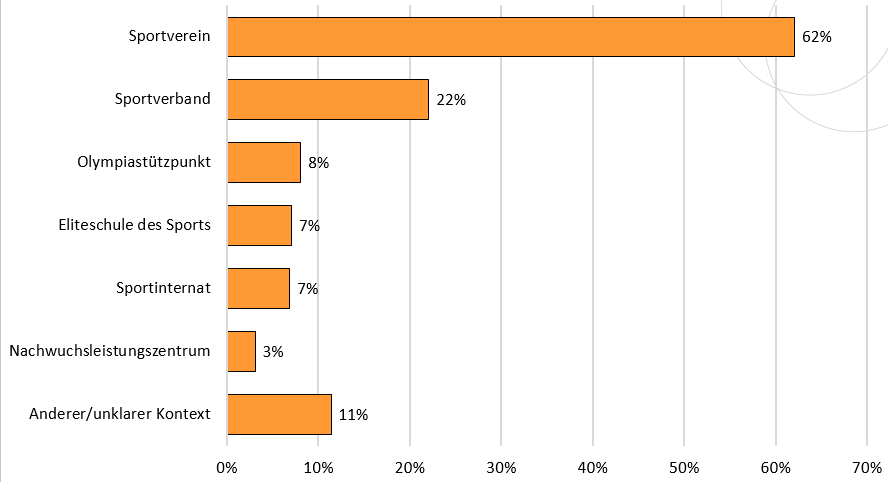 Sportverein 62%
Sportverband 22%
Olympiastützpunkt 8%
Eliteschule des Sports 7%
Sportinternat 7%
Nachwuchsleistungszentrum 3%
Anderer/unklarer Kontext 11%
0% 10% 20% 30% 40% 50% 60% 70%